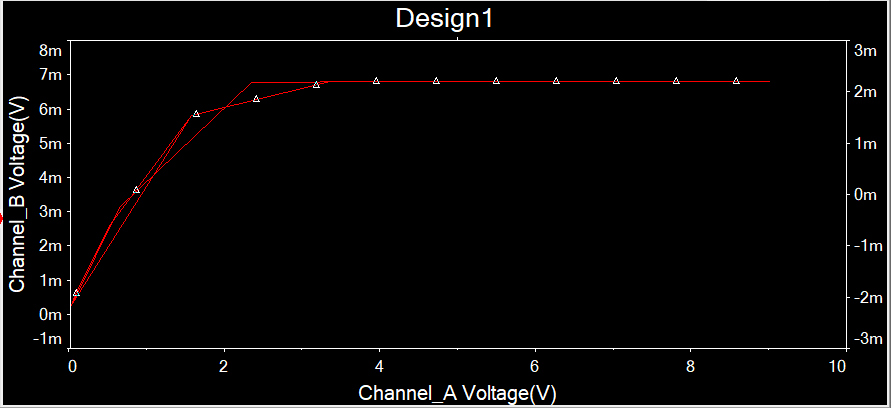 Design1
8m
7m
6m
5m
4m
3m
2m
1m
0m
-1m
Channel_B Voltage(V)
3m
2m
1m
0m
-1m
-2m
-3m
0 2 4 6 8 10
Channel_A Voltage(V)